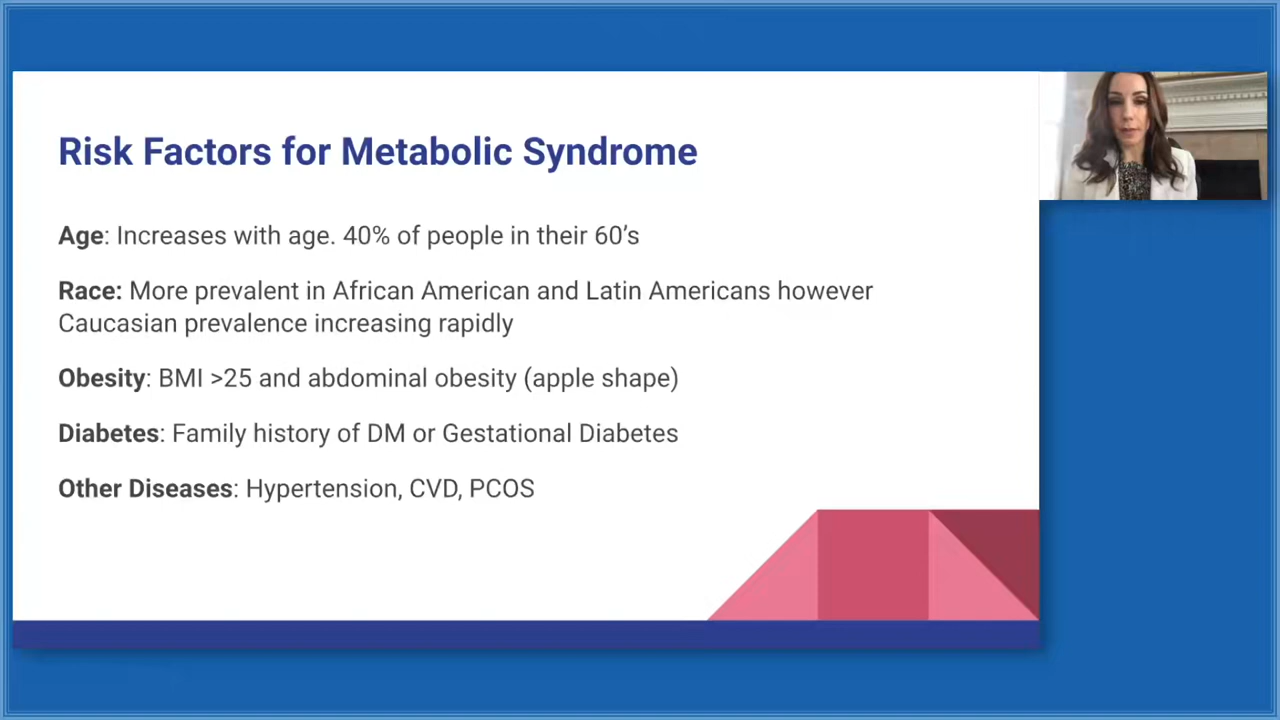 Risk Factors for Metabolic Syndrome
Age: Increases with age. 40% of people in their 60’s
Race: More prevalent in African American and Latin Americans however
Caucasian prevalence increasing rapidly
Obesity: BMI >25 and abdominal obesity (apple shape)
Diabetes: Family history of DM or Gestational Diabetes
Other Diseases: Hypertension, CVD, PCOS